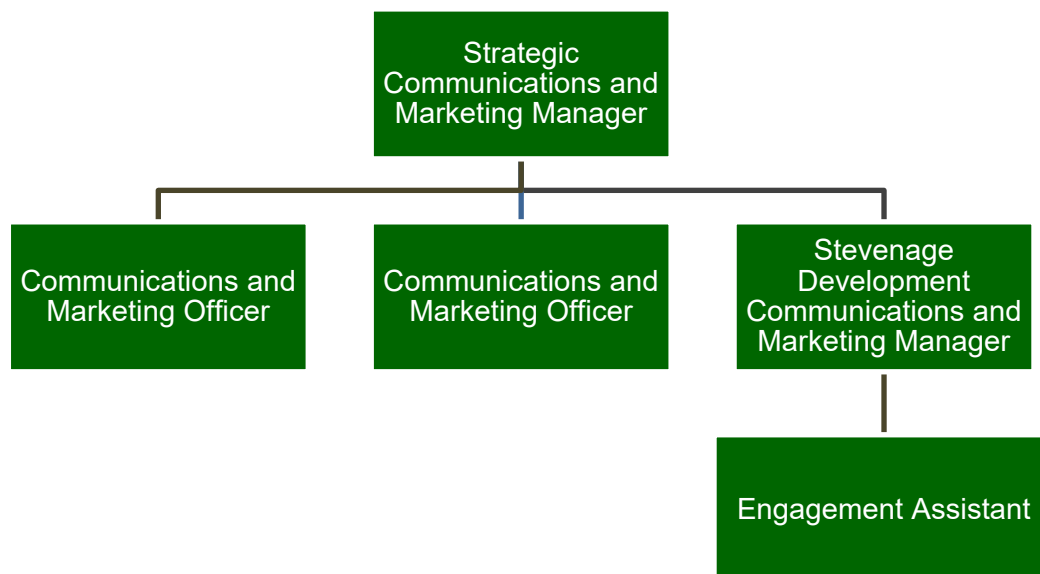 Strategic
Communications and
Marketing Manager
Communications and
Marketing Officer
Communications and
Marketing Officer
Stevenage
Development
Communications and
Marketing Manager
Engagement Assistant